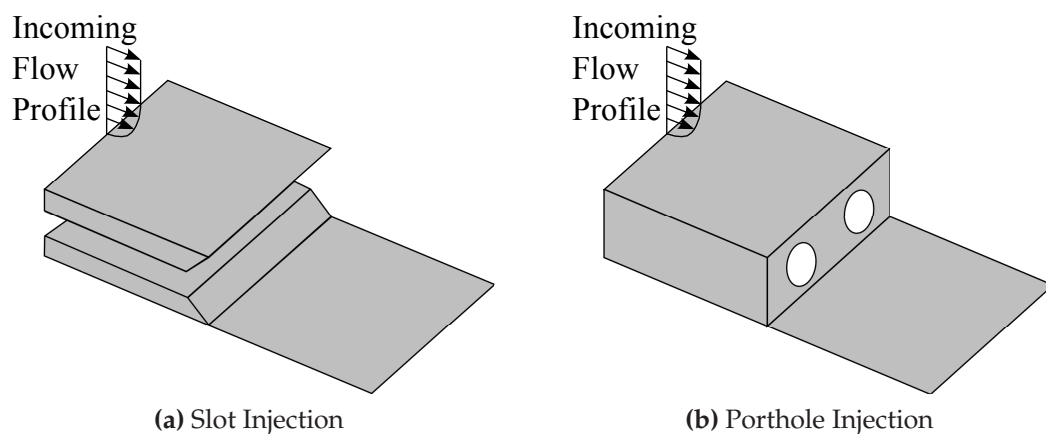 Incoming
Flow
Profile
(a) Slot Injection
Incoming
Flow
Profile
(b) Porthole Injection